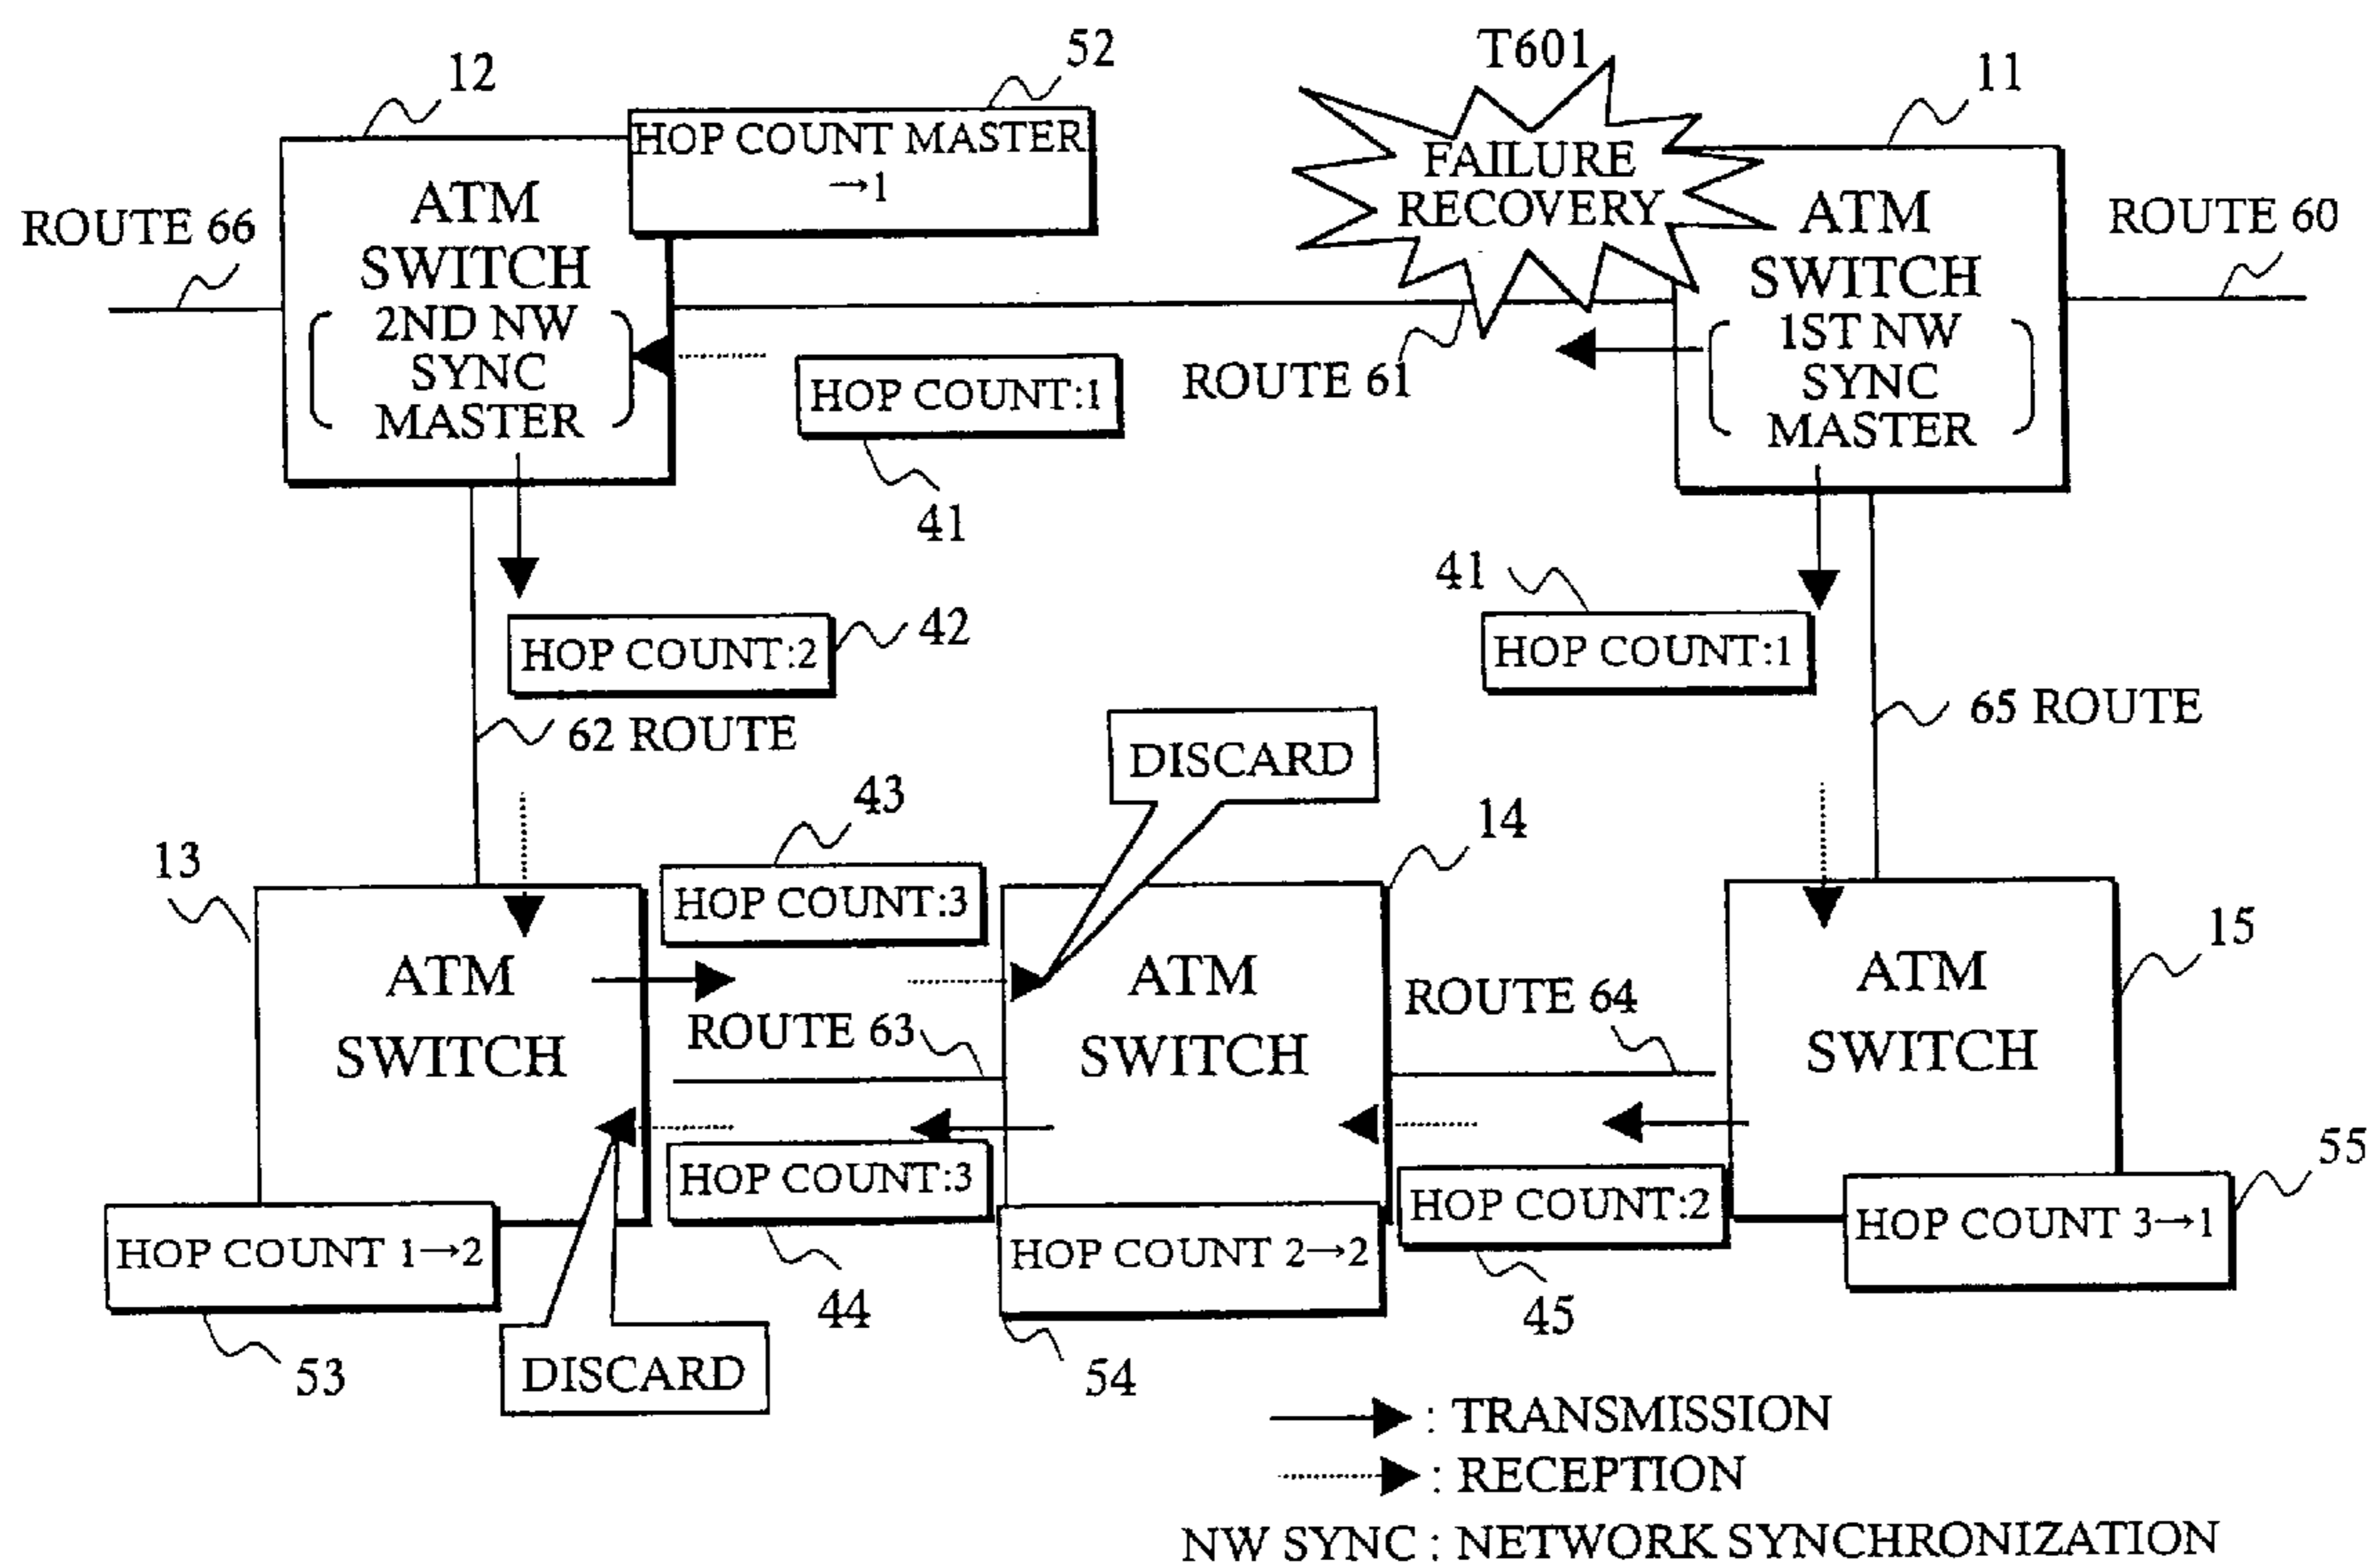 T601
52
12
11
HOP COUNT MASTER
→1
FAILURE
RECOVERY
ATM
SWITCH
2ND NW
SYNC
MASTER
ATM
SWITCH
1ST NW
SYNC
MASTER
ROUTE 66
ROUTE 60
ROUTE 61
HOP COUNT:1
41
41
HOP COUNT:2
42
HOP COUNT:1
62 ROUTE
65 ROUTE
DISCARD
43
14
13
HOP COUNT:3
15
ATM
SWITCH
ATM
SWITCH
ATM
SWITCH
ROUTE 63
ROUTE 64
HOP COUNT:3
HOP COUNT:2
55
HOP COUNT 1→2
HOP COUNT 2→2
HOP COUNT 3→1
44
45
53
DISCARD
54
: TRANSMISSION
: RECEPTION
NW SYNC : NETWORK SYNCHRONIZATION